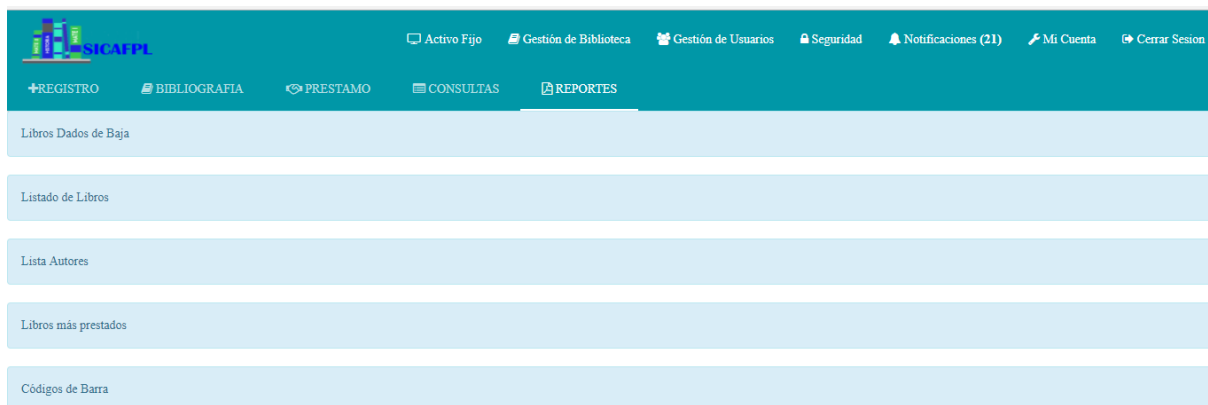 SICAFPL
Activo Fijo Gestión de Biblioteca Gestión de Usuarios Seguridad Notificaciones (21) Mi Cuenta Cerrar Sesion
REGISTRO BIBLIOGRAFIA PRESTAMO CONSULTAS REPORTES
Libros Dados de Baja
Listado de Libros
Lista Autores
Libros más prestados
Códigos de Barra